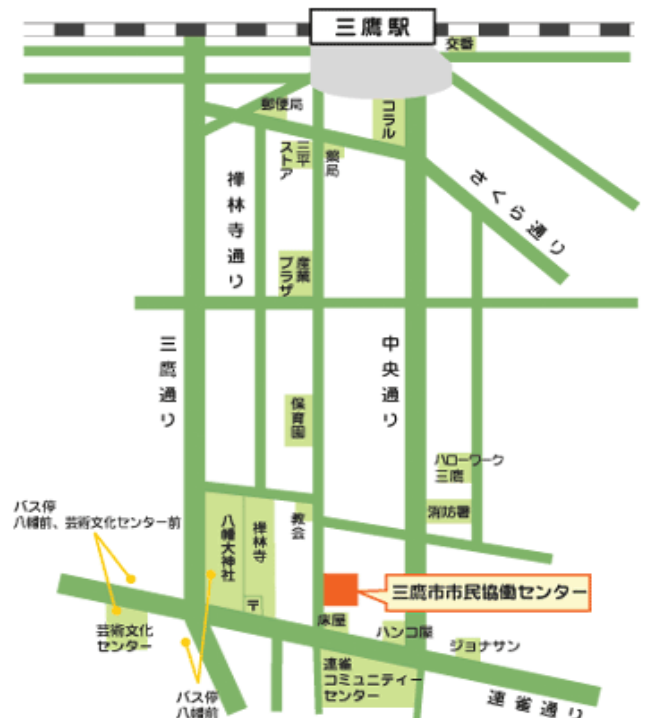 三鷹駅
交番
郵便局
コラル
三平
ストア
薬局
さくら通り
禅林寺通り
産業
プラザ
三鷹通り
中央通り
保育園
ハローワーク
三鷹
消防署
バス停
八幡前、芸術文化センター前
八幡大神社
禅林寺
教会
〒
三鷹市市民協働センター
床屋
ハンコ屋
芸術文化
センター
ジョナサン
連雀
コミュニティー
センター
バス停
八幡前
連雀通り